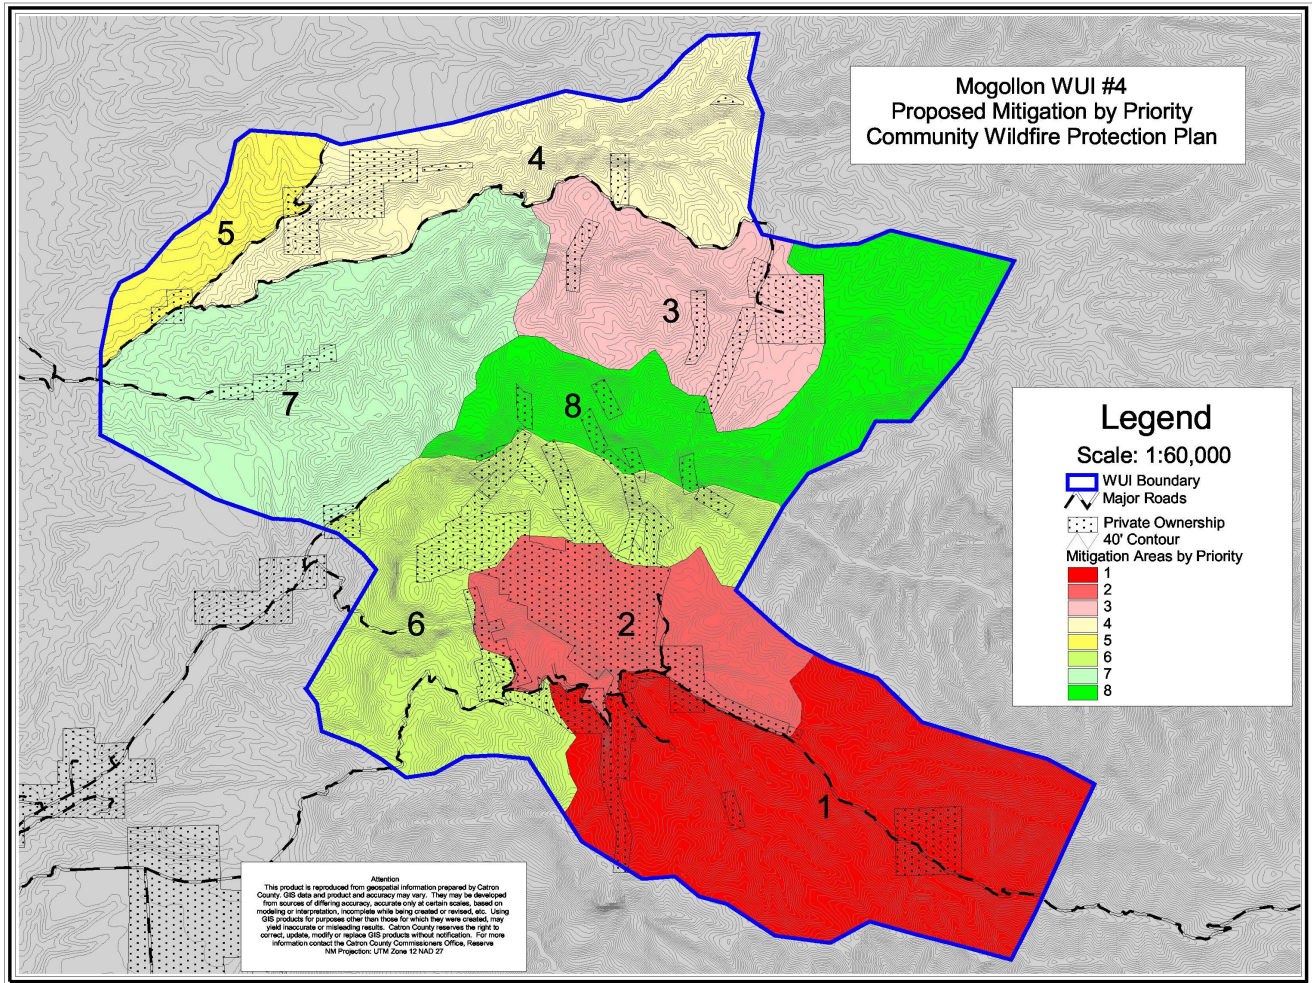 Mogollon WUI #4
Proposed Mitigation by Priority
Community Wildfire Protection Plan
4
5
3
7
8
6
2
1
Legend
Scale: 1:60,000
WUI Boundary
Major Roads
Private Ownership
40' Contour
Mitigation Areas by Priority
1
2
3
4
5
6
7
8
Attention
This product is reproduced from geospatial information prepared by Catron
County. GIS data and product and accuracy may vary. They may be developed
from sources of differing accuracy, accurate only at certain scales, based on
modeling or interpretation, incomplete while being created or revised, etc. Using
GIS products for purposes other than those for which they were created, may
yield inaccurate or misleading results. Catron County reserves the right to
correct, update, modify or replace GIS products without notification. For more
information contact the Catron County Commissioners Office, Reserve
NM Projection: UTM Zone 12 NAD 27